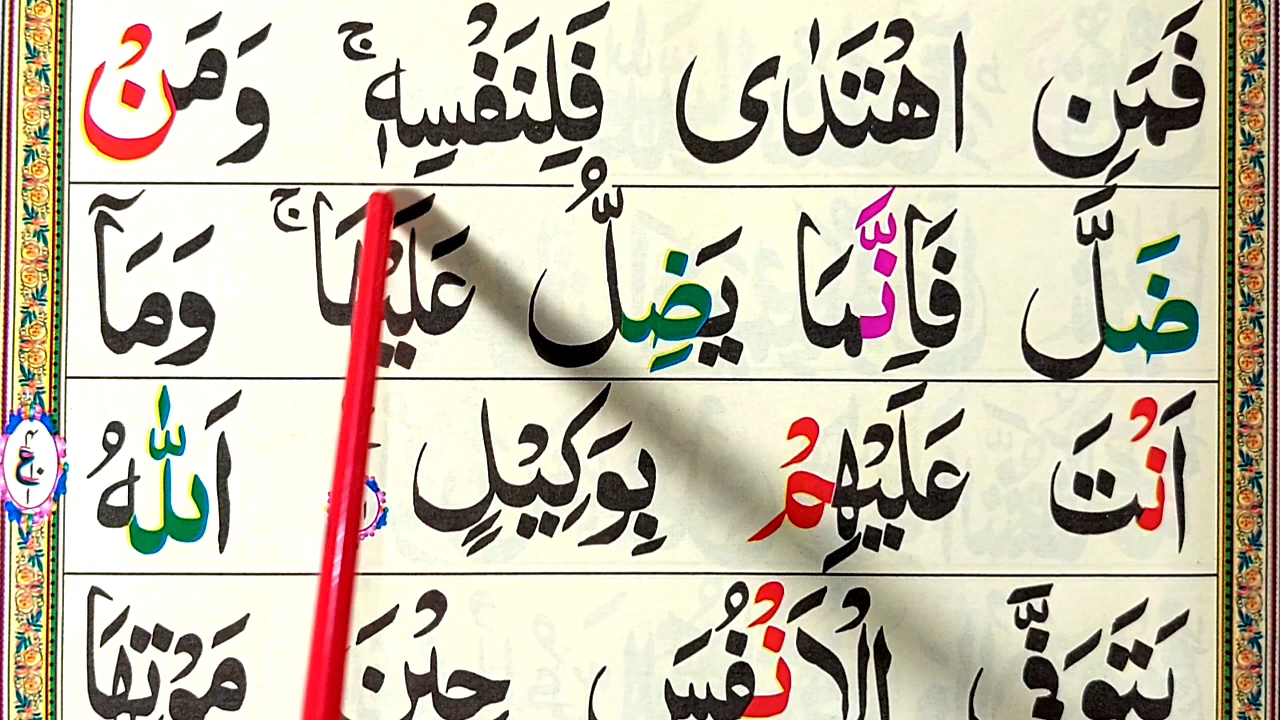 فَمَنِ اهْتَدٰى فَلِنَفْسِهٖ ۚ وَمَنْ
ضَلَّ فَاِنَّمَا يَضِلُّ عَلَيْهَا ۚ وَمَآ
اَنْتَ عَلَيْهِمْ بِوَكِيْلٍ اَللّٰهُ
يَتَوَفَّى الْاَنْفُسَ حِيْنَ مَوْتِهَا